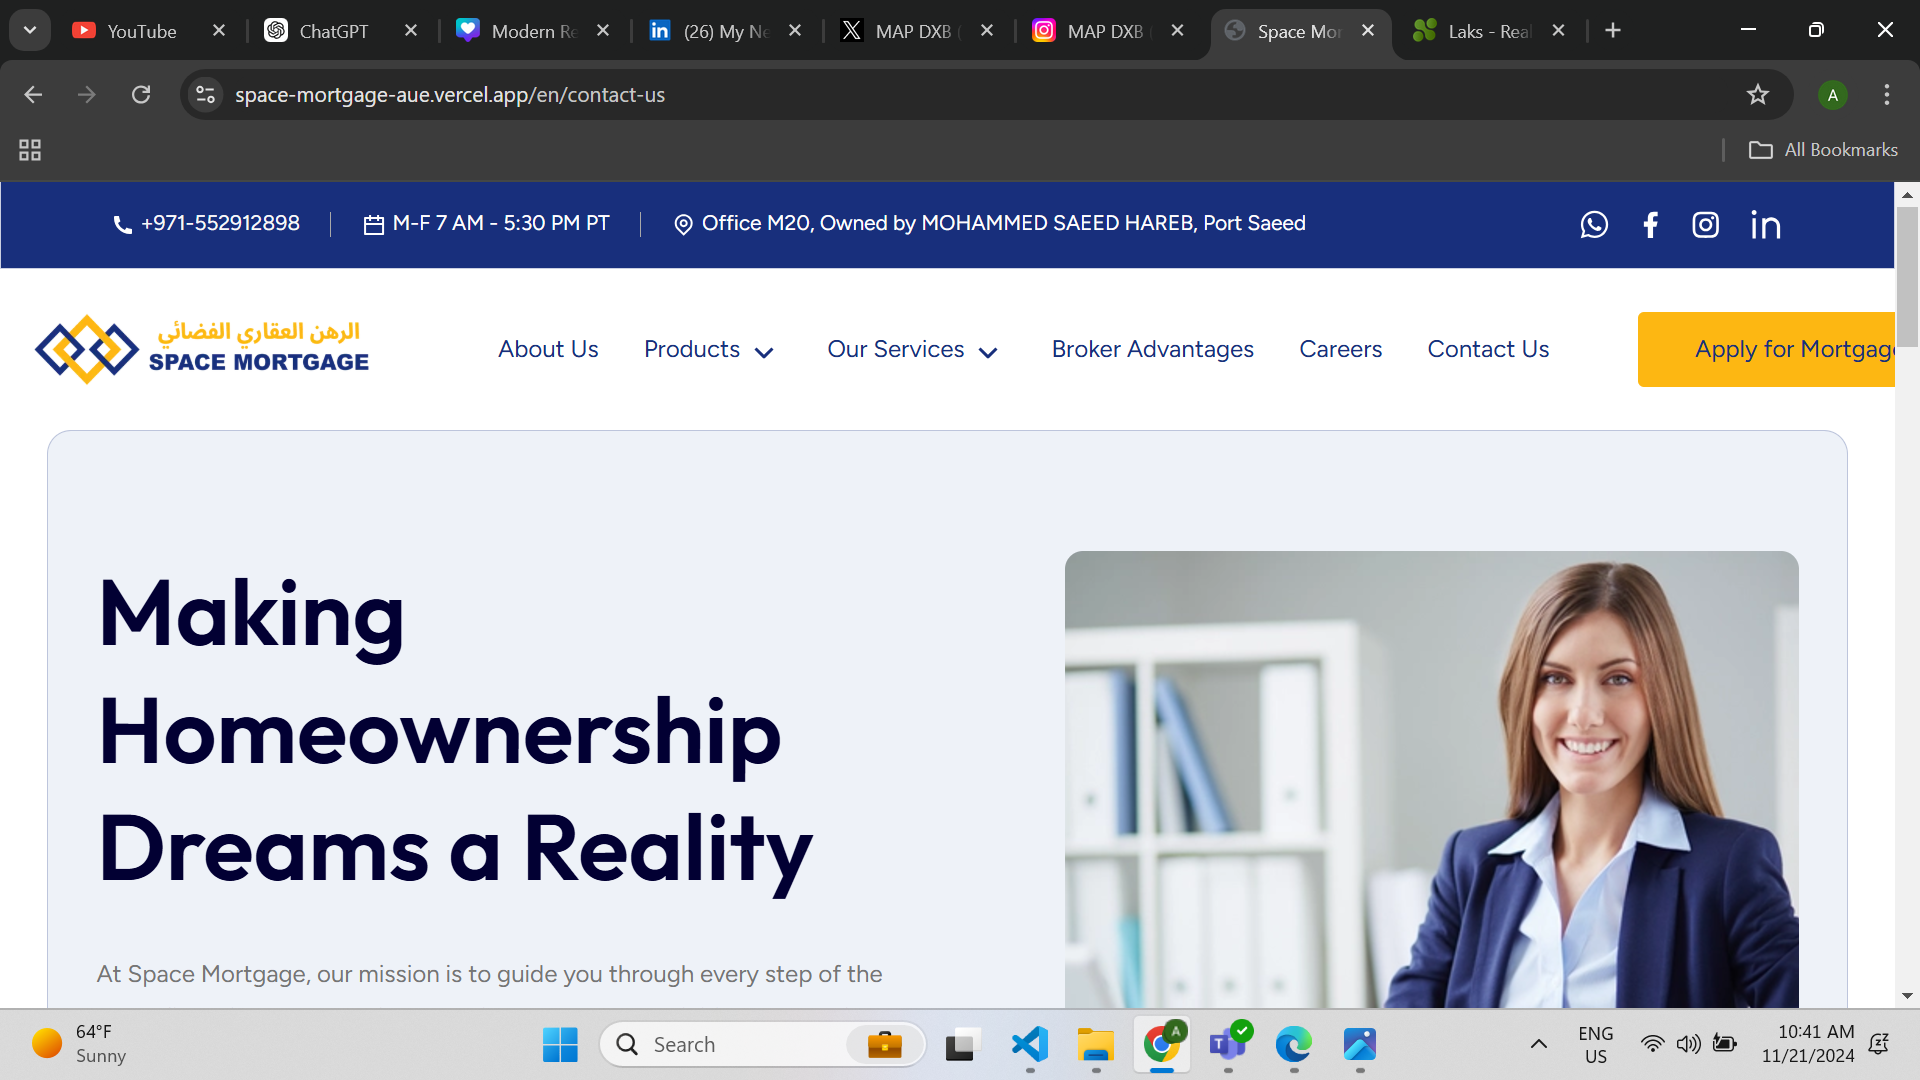 YouTube
ChatGPT
Modern Re
(26) My Ne
MAP DXB (
MAP DXB (
Space Mor
Laks - Real
space-mortgage-aue.vercel.app/en/contact-us
A
All Bookmarks
+971-552912898
M-F 7 AM - 5:30 PM PT
Office M20, Owned by MOHAMMED SAEED HAREB, Port Saeed
الرهن العقاري الفضائي
SPACE MORTGAGE
About Us
Products
Our Services
Broker Advantages
Careers
Contact Us
Apply for Mortgage
Making
Homeownership
Dreams a Reality
At Space Mortgage, our mission is to guide you through every step of the
64°F
Sunny
Search
ENG
US
10:41 AM
11/21/2024